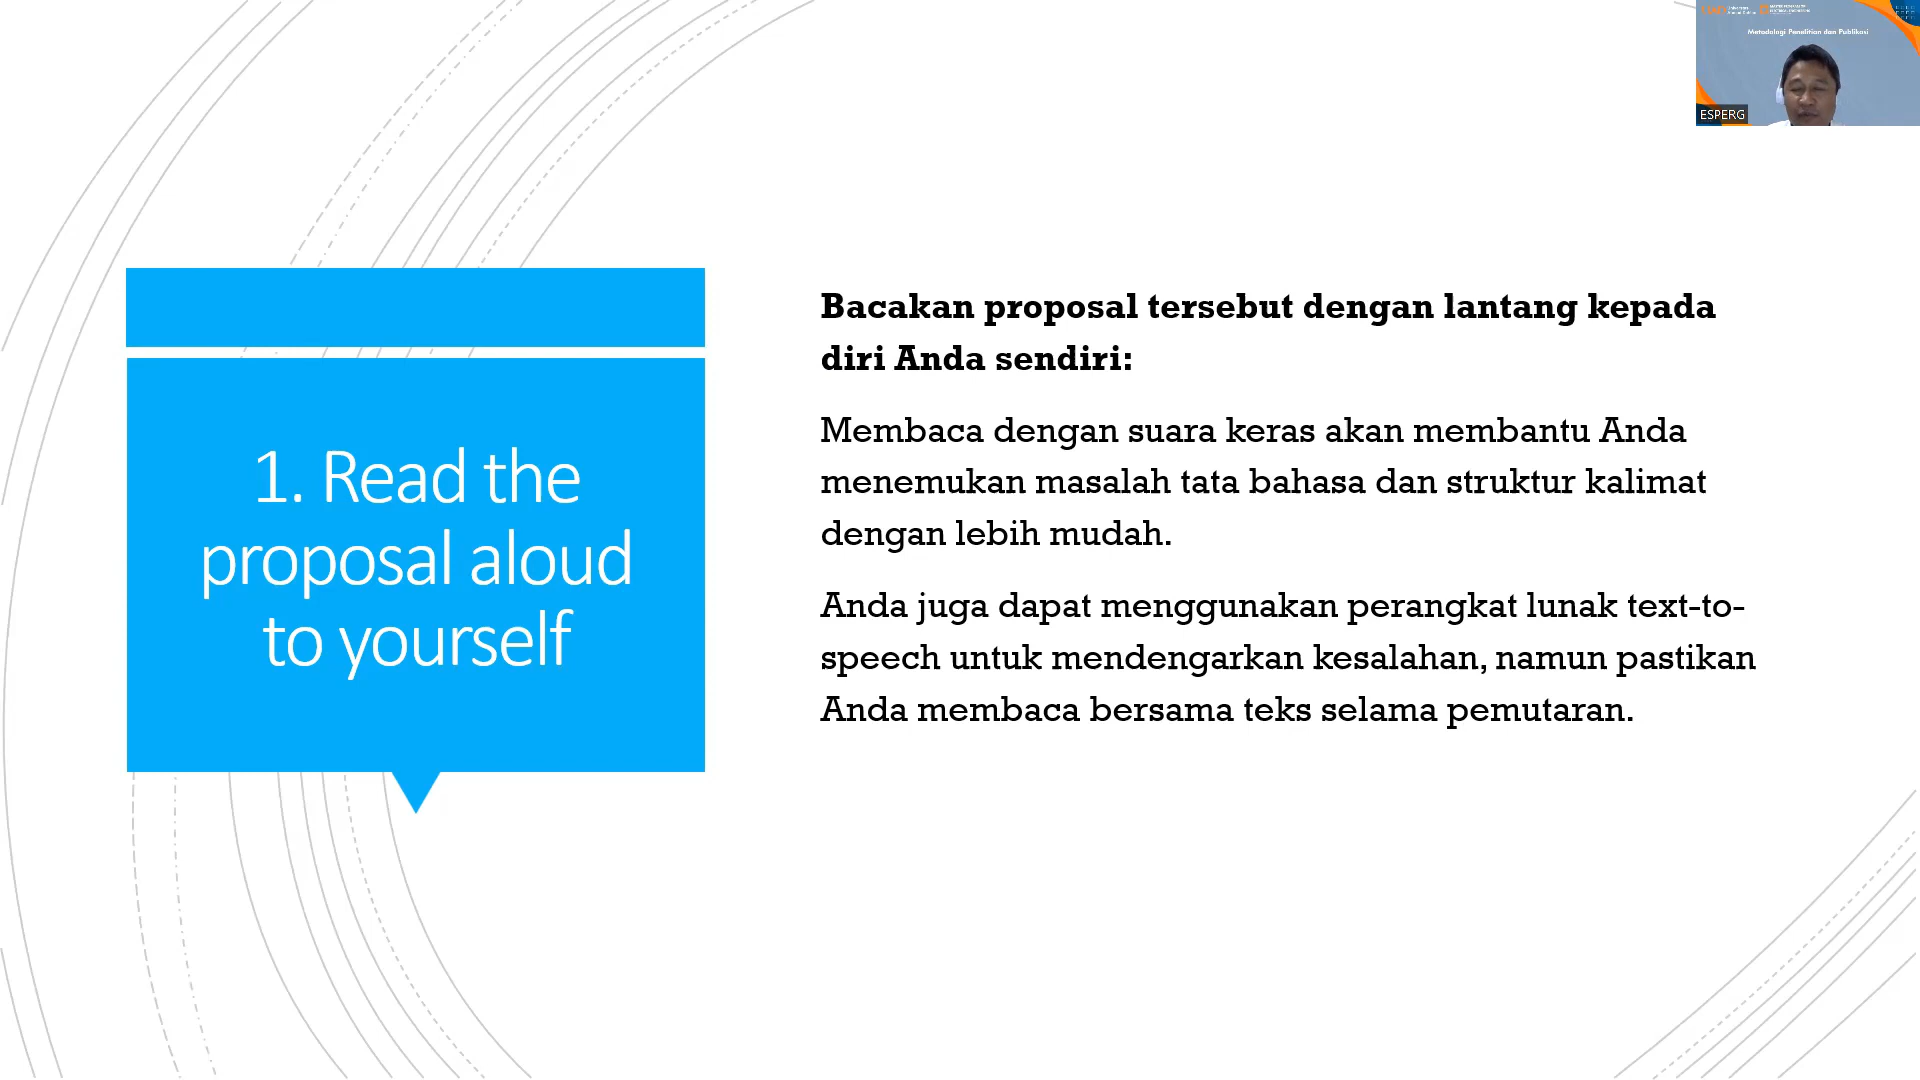 Metodologi Penelitian dan Publikasi
ESPERG
1. Read the
proposal aloud
to yourself
Bacakan proposal tersebut dengan lantang kepada
diri Anda sendiri:
Membaca dengan suara keras akan membantu Anda
menemukan masalah tata bahasa dan struktur kalimat
dengan lebih mudah.
Anda juga dapat menggunakan perangkat lunak text-to-
speech untuk mendengarkan kesalahan, namun pastikan
Anda membaca bersama teks selama pemutaran.